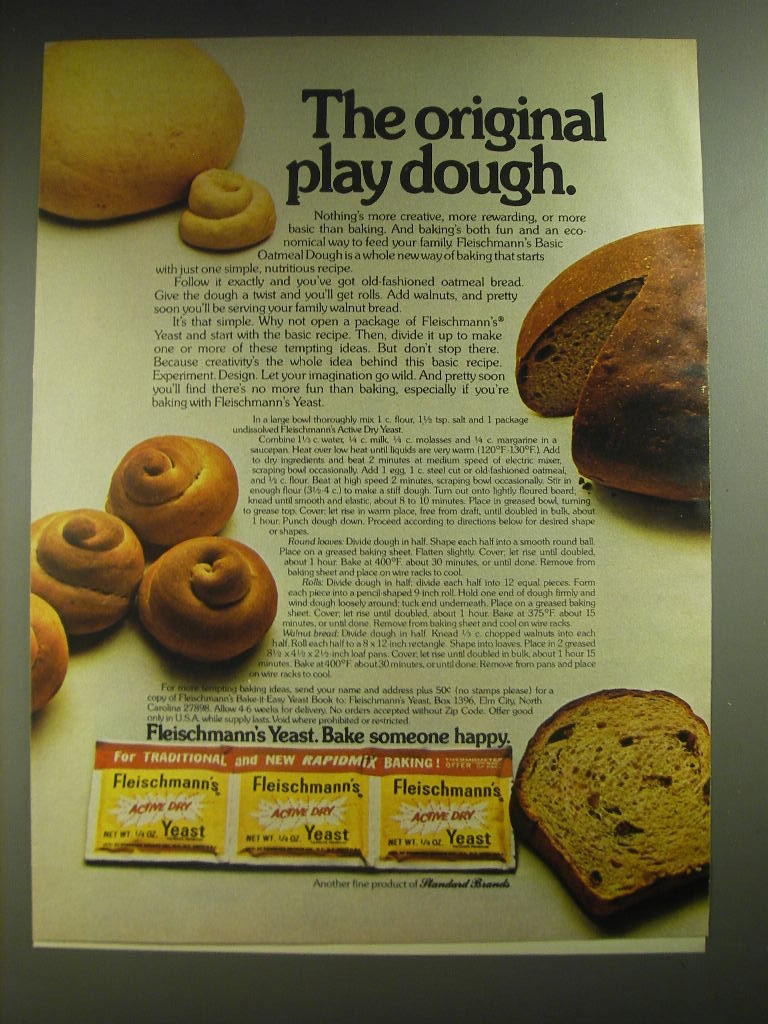 The original
play dough.
Nothing's more creative, more rewarding, or more
basic than baking. And baking's both fun and an eco-
nomical way to feed your family. Fleischmann's Basic
Oatmeal Dough is a whole new way of baking that starts
with just one simple, nutritious recipe.
Follow it exactly and you've got old-fashioned oatmeal bread.
Give the dough a twist and you'll get rolls. Add walnuts, and pretty
soon you'll be serving your family walnut bread.
It's that simple. Why not open a package of Fleischmann's®
Yeast and start with the basic recipe. Then, divide it up to make
one or more of these tempting ideas. But don't stop there.
Because creativity's the whole idea behind this basic recipe.
Experiment. Design. Let your imagination go wild. And pretty soon
you'll find there's no more fun than baking, especially if you're
baking with Fleischmann's Yeast.
In a large bowl thoroughly mix 1 c. flour, 1½ tsp. salt and 1 package
undissolved Fleischmann's Active Dry Yeast.
Combine 1⅓ c. water, ¼ c. milk, ¼ c. molasses and ¼ c. margarine in a
saucepan. Heat over low heat until liquids are very warm (120°F-130°F.) Add
to dry ingredients and beat 2 minutes at medium speed of electric mixer,
scraping bowl occasionally. Add 1 egg, 1 c. steel cut or old-fashioned oatmeal,
and ½ c. flour. Beat at high speed 2 minutes, scraping bowl occasionally. Stir in
enough flour (3½-4 c.) to make a stiff dough. Turn out onto lightly floured board;
knead until smooth and elastic, about 8 to 10 minutes. Place in greased bowl, turning
to grease top. Cover; let rise in warm place, free from draft, until doubled in bulk, about
1 hour. Punch dough down. Proceed according to directions below for desired shape
or shapes.
Round loaves: Divide dough in half. Shape each half into a smooth round ball.
Place on a greased baking sheet. Flatten slightly. Cover; let rise until doubled,
about 1 hour. Bake at 400°F. about 30 minutes, or until done. Remove from
baking sheet and place on wire racks to cool.
Rolls: Divide dough in half; divide each half into 12 equal pieces. Form
each piece into a pencil-shaped 9-inch roll. Hold one end of dough firmly and
wind dough loosely around; tuck end underneath. Place on a greased baking
sheet. Cover; let rise until doubled, about 1 hour. Bake at 375°F. about 15
minutes, or until done. Remove from baking sheet and cool on wire racks.
Walnut bread: Divide dough in half. Knead ⅓ c. chopped walnuts into each
half. Roll each half to a 8 x 12 inch rectangle. Shape into loaves. Place in 2 greased
8½ x 4½ x 2½-inch loaf pans. Cover; let rise until doubled in bulk, about 1 hour 15
minutes. Bake at 400°F. about 30 minutes, or until done. Remove from pans and place
on wire racks to cool.
For more tempting baking ideas, send your name and address plus 50¢ (no stamps please) for a
copy of Fleischmann's Bake-it-Easy Yeast Book to: Fleischmann's Yeast, Box 1396, Elm City, North
Carolina 27898. Allow 4-6 weeks for delivery. No orders accepted without Zip Code. Offer good
only in U.S.A. while supply lasts. Void where prohibited or restricted.
Fleischmann's Yeast. Bake someone happy.
For TRADITIONAL and NEW RAPIDMIX BAKING! THERMOMETER
OFFER
Fleischmann's Fleischmann's Fleischmann's
ACTIVE DRY ACTIVE DRY ACTIVE DRY
NET WT. 1/4 OZ. Yeast NET WT. 1/4 OZ. Yeast NET WT. 1/4 OZ. Yeast
Another fine product of Standard Brands